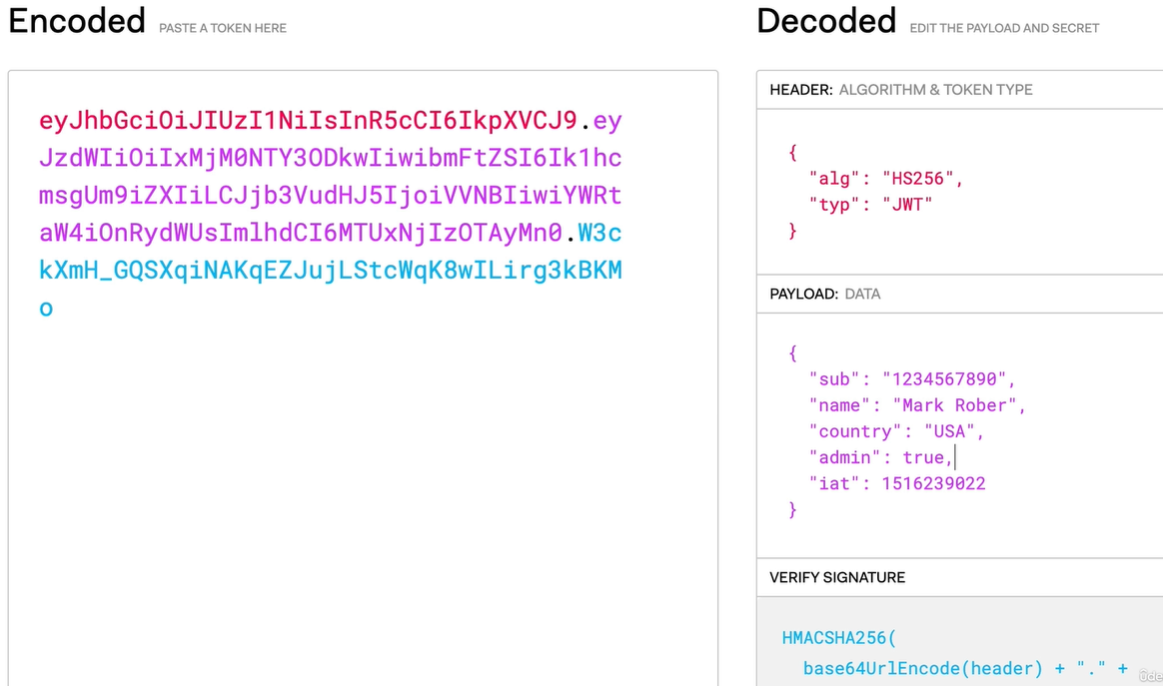 Encoded PASTE A TOKEN HERE
eyJhbGciOiJIUzI1NiIsInR5cCI6IkpXVCJ9.ey
JzdWIiOiIxMjM0NTY3ODkwIiwibmFtZSI6Ik1hc
msgUm9iZXIiLCJjb3VudHJ5IjoiVVNBIiwiYWRt
aW4iOnRydWUsImlhdCI6MTUxNjIzOTAyMn0.W3c
kXmH_GQSXqiNAKqEZJujLStcWqK8wILirg3kBKM
o
Decoded EDIT THE PAYLOAD AND SECRET
HEADER: ALGORITHM & TOKEN TYPE
{
"alg": "HS256",
"typ": "JWT"
}
PAYLOAD: DATA
{
"sub": "1234567890",
"name": "Mark Rober",
"country": "USA",
"admin": true,
"iat": 1516239022
}
VERIFY SIGNATURE
HMACSHA256(
base64UrlEncode(header) + "." +